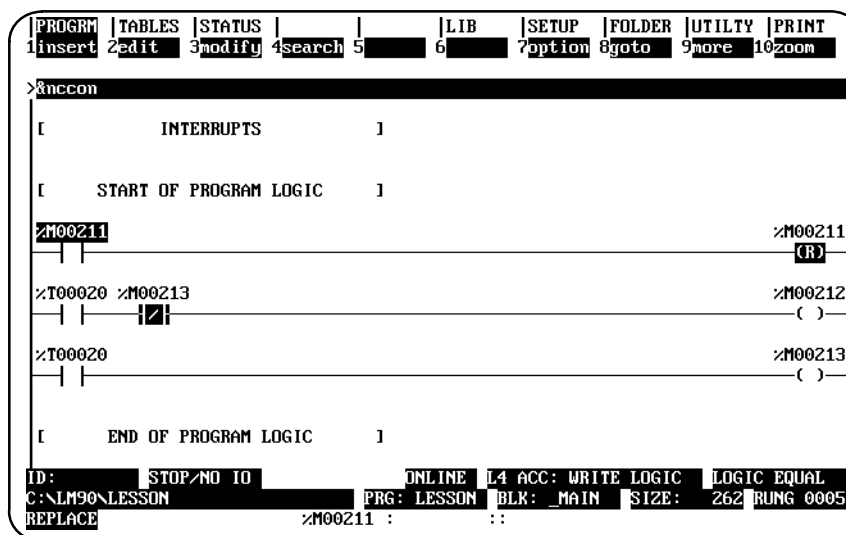 |PROGRM |TABLES |STATUS | | |LIB |SETUP |FOLDER |UTILTY |PRINT
1insert 2edit 3modify 4search 5 6 7option 8goto 9more 10zoom
>&nccon
[ INTERRUPTS ]
[ START OF PROGRAM LOGIC ]
%M00211 %M00211
(R)
%T00020 %M00213 %M00212
/ ( )
%T00020 %M00213
( )
[ END OF PROGRAM LOGIC ]
ID: STOP/NO IO ONLINE L4 ACC: WRITE LOGIC LOGIC EQUAL
C:\LM90\LESSON PRG: LESSON BLK: _MAIN SIZE: 262 RUNG 0005
REPLACE %M00211 : ::